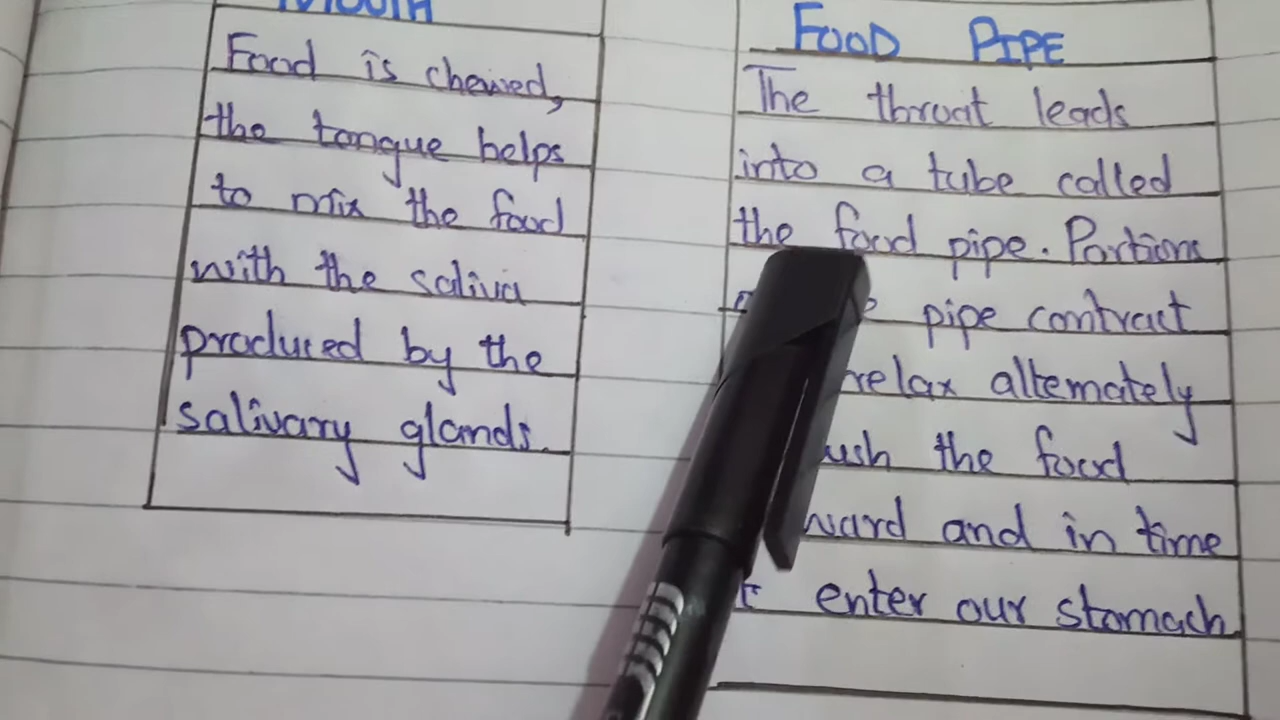 MOUTH
Food is chewed,
the tongue helps
to mix the food
with the saliva
produced by the
salivary glands.
FOOD PIPE
The throat leads
into a tube called
the food pipe. Portions
pipe contract
relax alternately
the food
and in time
enter our stomach